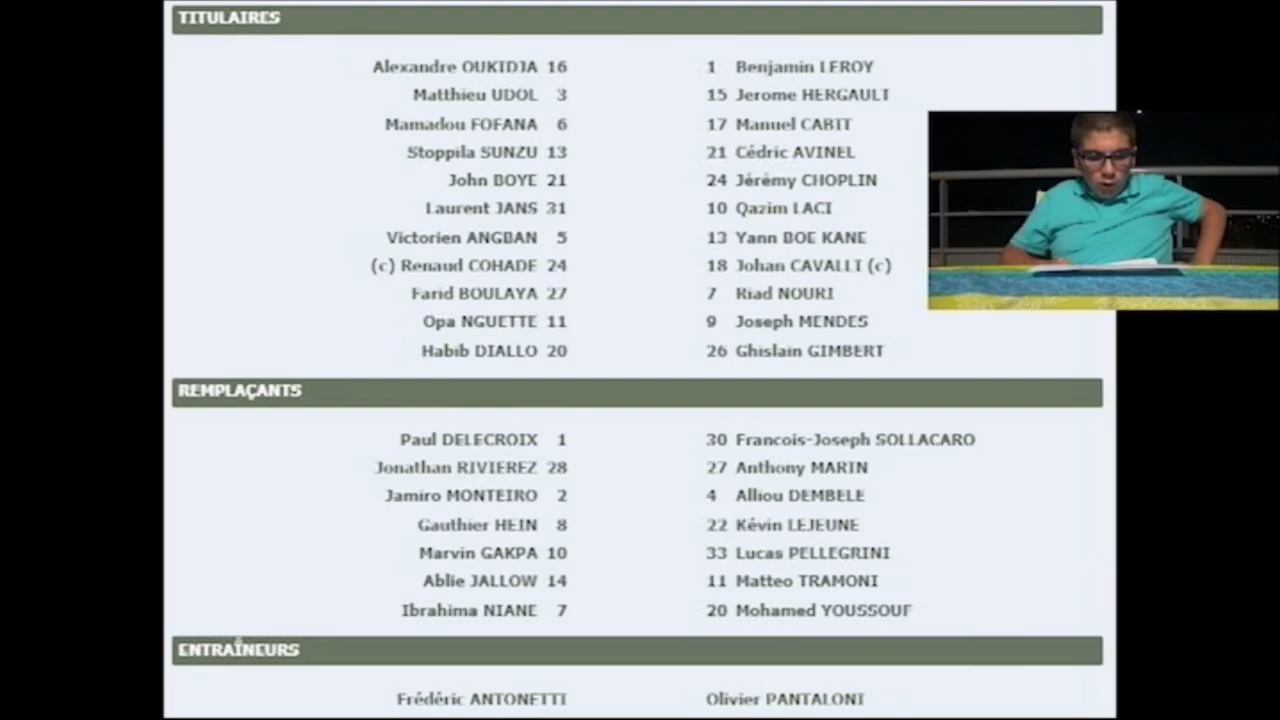 TITULAIRES
Alexandre OUKIDJA 16 1 Benjamin LEROY
Matthieu UDOL 3 15 Jerome HERGAULT
Mamadou FOFANA 6 17 Manuel CABIT
Stoppila SUNZU 13 21 Cédric AVINEL
John BOYE 21 24 Jérémy CHOPLIN
Laurent JANS 31 10 Qazim LACI
Victorien ANGBAN 5 13 Yann BOE KANE
(c) Renaud COHADE 24 18 Johan CAVALLI (c)
Farid BOULAYA 27 7 Riad NOURI
Opa NGUETTE 11 9 Joseph MENDES
Habib DIALLO 20 26 Ghislain GIMBERT
REMPLAÇANTS
Paul DELECROIX 1 30 Francois-Joseph SOLLACARO
Jonathan RIVIEREZ 28 27 Anthony MARIN
Jamiro MONTEIRO 2 4 Alliou DEMBELE
Gauthier HEIN 8 22 Kévin LEJEUNE
Marvin GAKPA 10 33 Lucas PELLEGRINI
Ablie JALLOW 14 11 Matteo TRAMONI
Ibrahima NIANE 7 20 Mohamed YOUSSOUF
ENTRAÎNEURS
Frédéric ANTONETTI Olivier PANTALONI